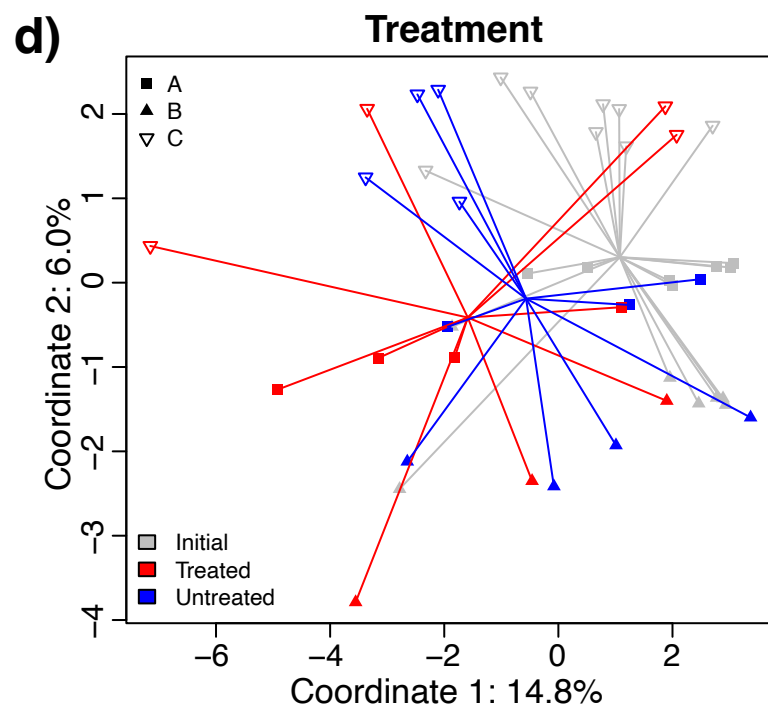 d)
Treatment
A
B
C
2
1
0
−1
−2
−3
−4
Coordinate 2: 6.0%
Initial
Treated
Untreated
−6 −4 −2 0 2
Coordinate 1: 14.8%